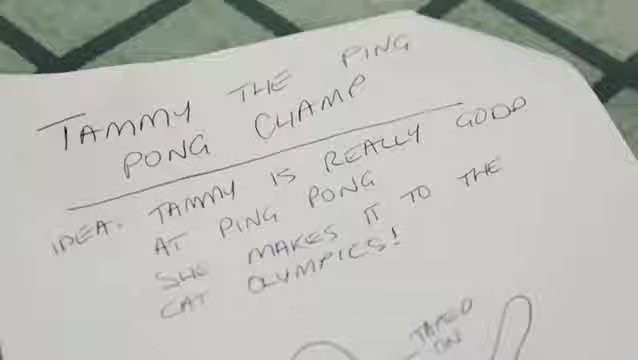 TAMMY THE PING
PONG CHAMP
IDEA. TAMMY IS REALLY GOOD
AT PING PONG
SHE MAKES IT TO THE
CAT OLYMPICS!
TAPED
ON